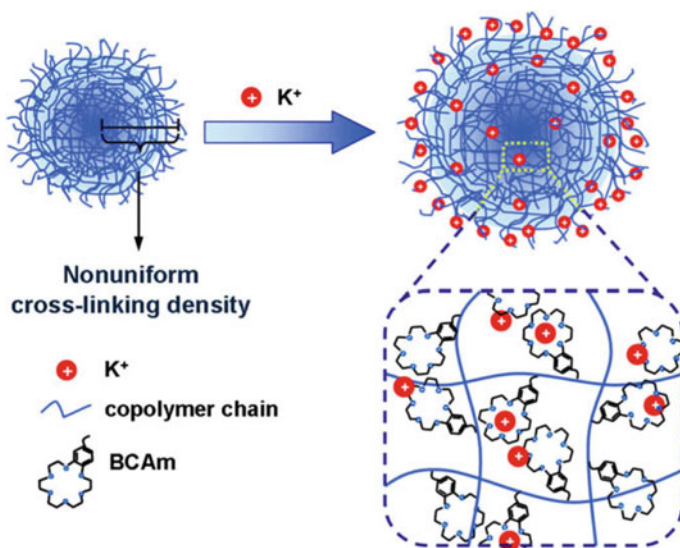 + K⁺
Nonuniform
cross-linking density
+ K⁺
copolymer chain
BCAm